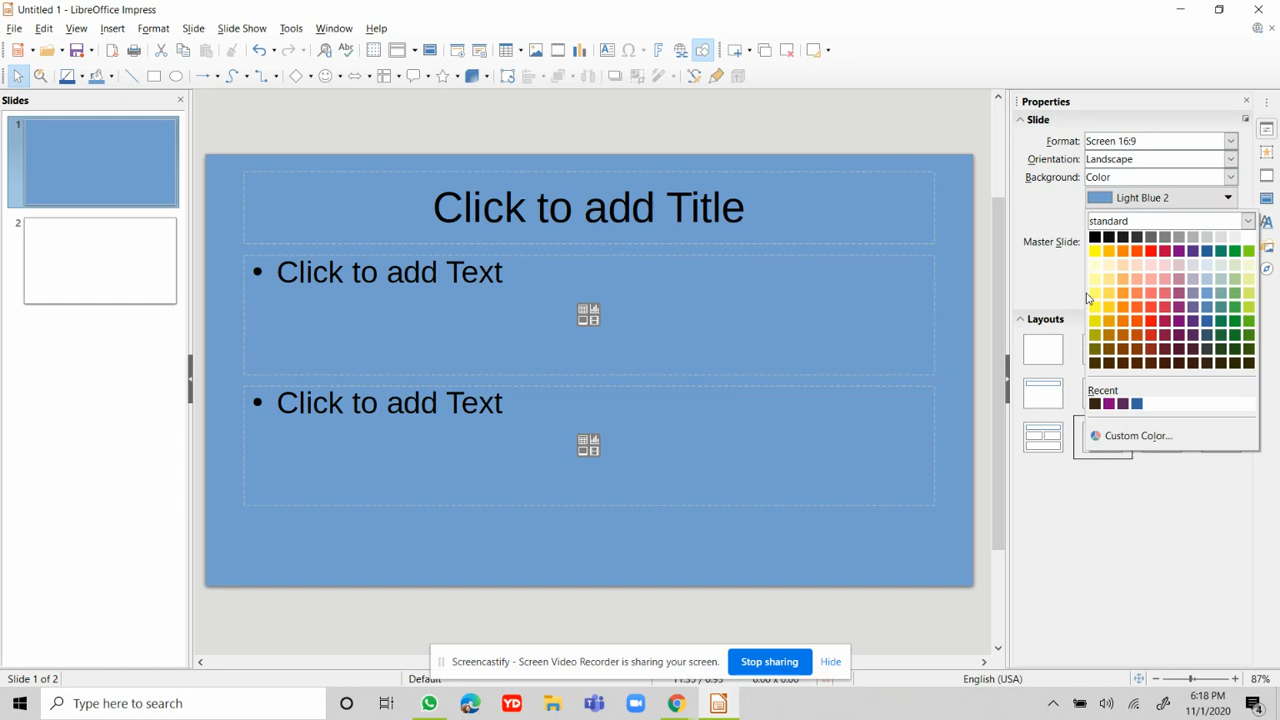 Untitled 1 - LibreOffice Impress
File Edit View Insert Format Slide Slide Show Tools Window Help
Slides
Properties
1
Slide
Format: Screen 16:9
Orientation: Landscape
Background: Color
Light Blue 2
Click to add Title
standard
2
Master Slide:
• Click to add Text
Layouts
• Click to add Text
Recent
Custom Color...
Screencastify - Screen Video Recorder is sharing your screen. Stop sharing Hide
Slide 1 of 2 Default English (USA) 87%
Type here to search
YD
6:18 PM
11/1/2020
4